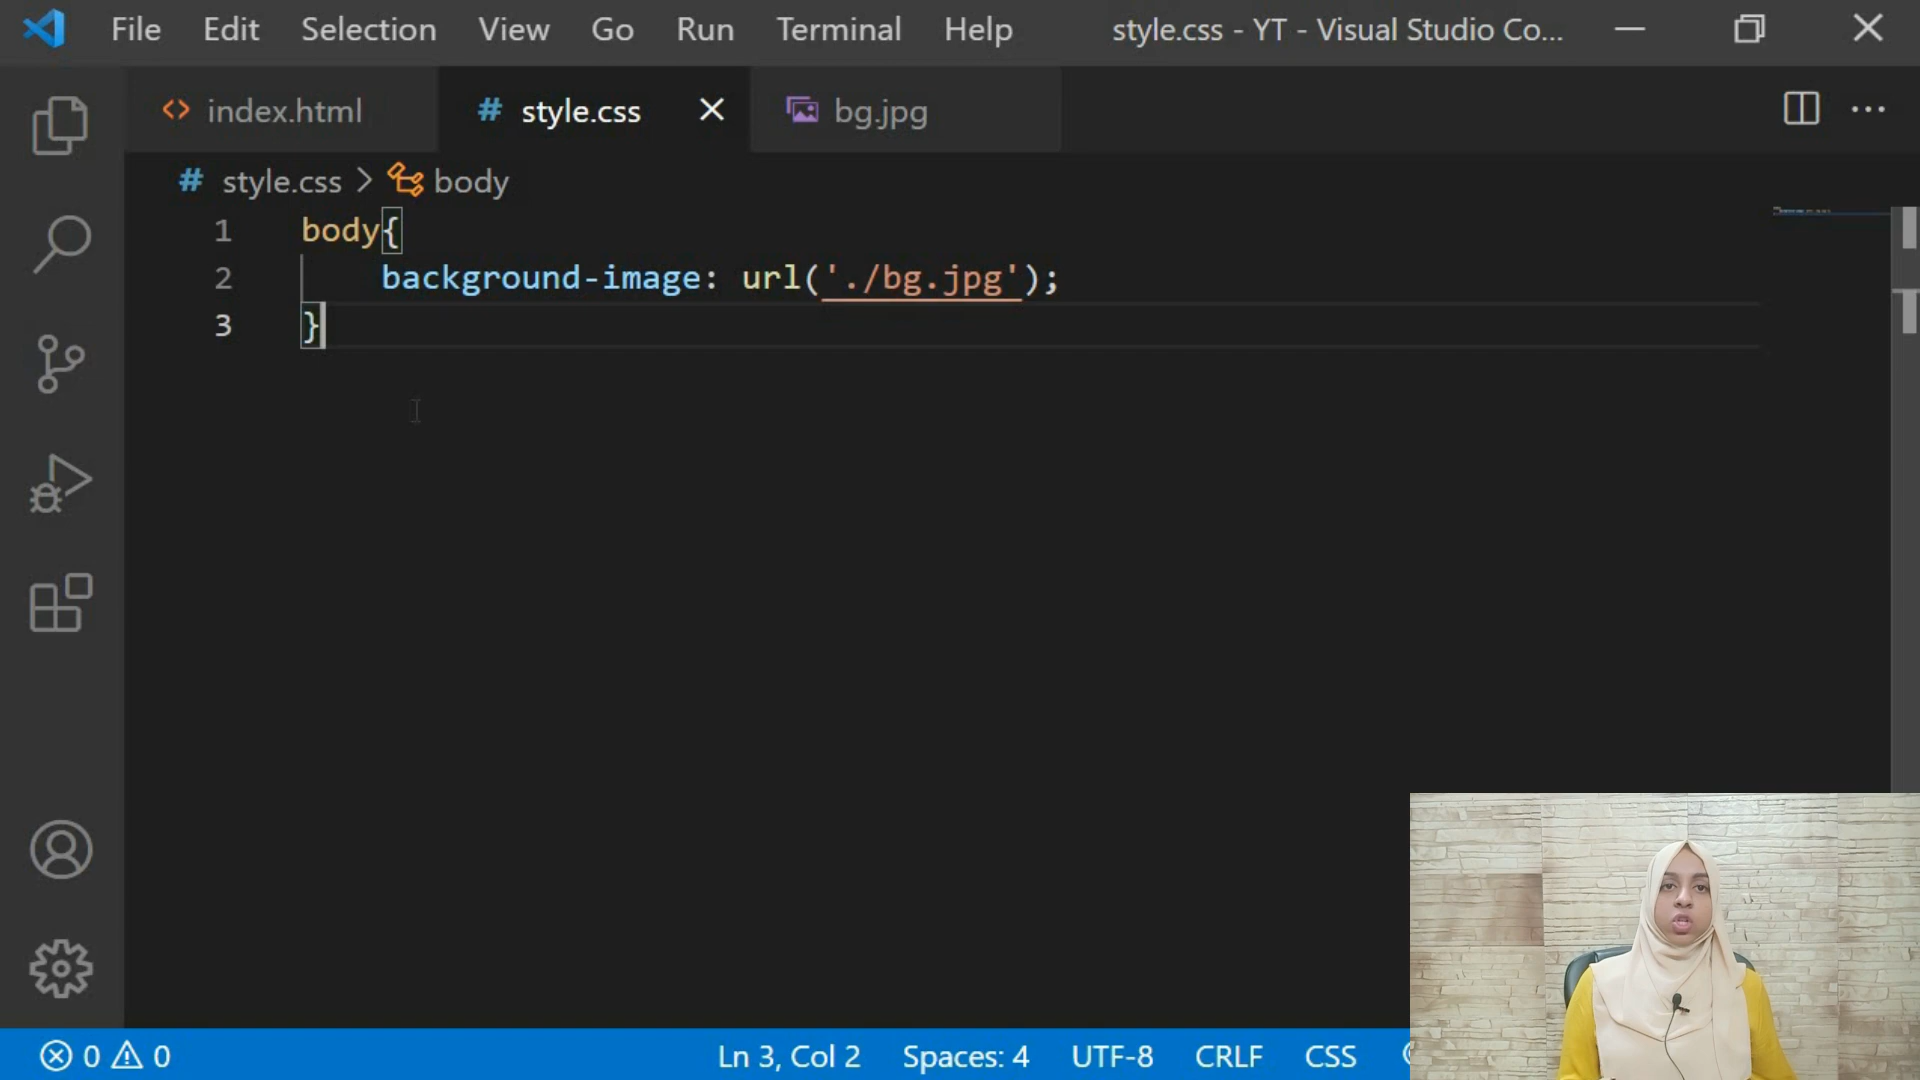 File Edit Selection View Go Run Terminal Help style.css - YT - Visual Studio Co...
index.html # style.css bg.jpg
# style.css > body
1 body{
2 background-image: url('./bg.jpg');
3 }
0 0 Ln 3, Col 2 Spaces: 4 UTF-8 CRLF CSS